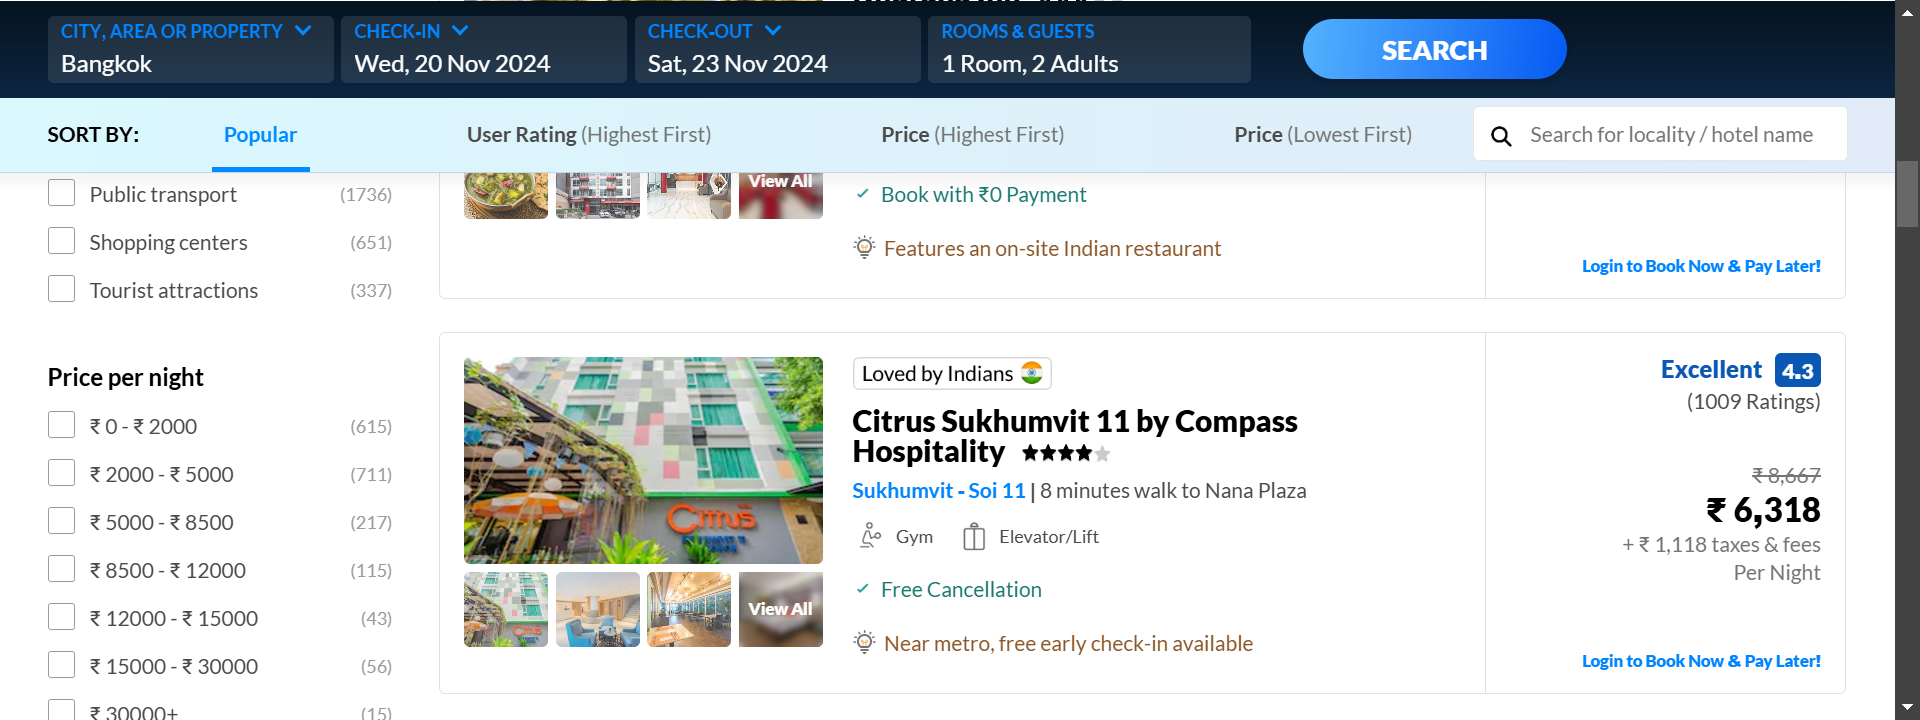 CITY, AREA OR PROPERTY
Bangkok
CHECK-IN
Wed, 20 Nov 2024
CHECK-OUT
Sat, 23 Nov 2024
ROOMS & GUESTS
1 Room, 2 Adults
SEARCH
SORT BY:
Popular
User Rating (Highest First)
Price (Highest First)
Price (Lowest First)
Search for locality / hotel name
Public transport (1736)
Shopping centers (651)
Tourist attractions (337)
Price per night
₹ 0 - ₹ 2000 (615)
₹ 2000 - ₹ 5000 (711)
₹ 5000 - ₹ 8500 (217)
₹ 8500 - ₹ 12000 (115)
₹ 12000 - ₹ 15000 (43)
₹ 15000 - ₹ 30000 (56)
₹ 30000+ (15)
View All
Book with ₹0 Payment
Features an on-site Indian restaurant
Login to Book Now & Pay Later!
Citrus
View All
Loved by Indians
Citrus Sukhumvit 11 by Compass
Hospitality
Sukhumvit - Soi 11 | 8 minutes walk to Nana Plaza
Gym
Elevator/Lift
Free Cancellation
Near metro, free early check-in available
Excellent 4.3
(1009 Ratings)
₹ 8,667
₹ 6,318
+ ₹ 1,118 taxes & fees
Per Night
Login to Book Now & Pay Later!